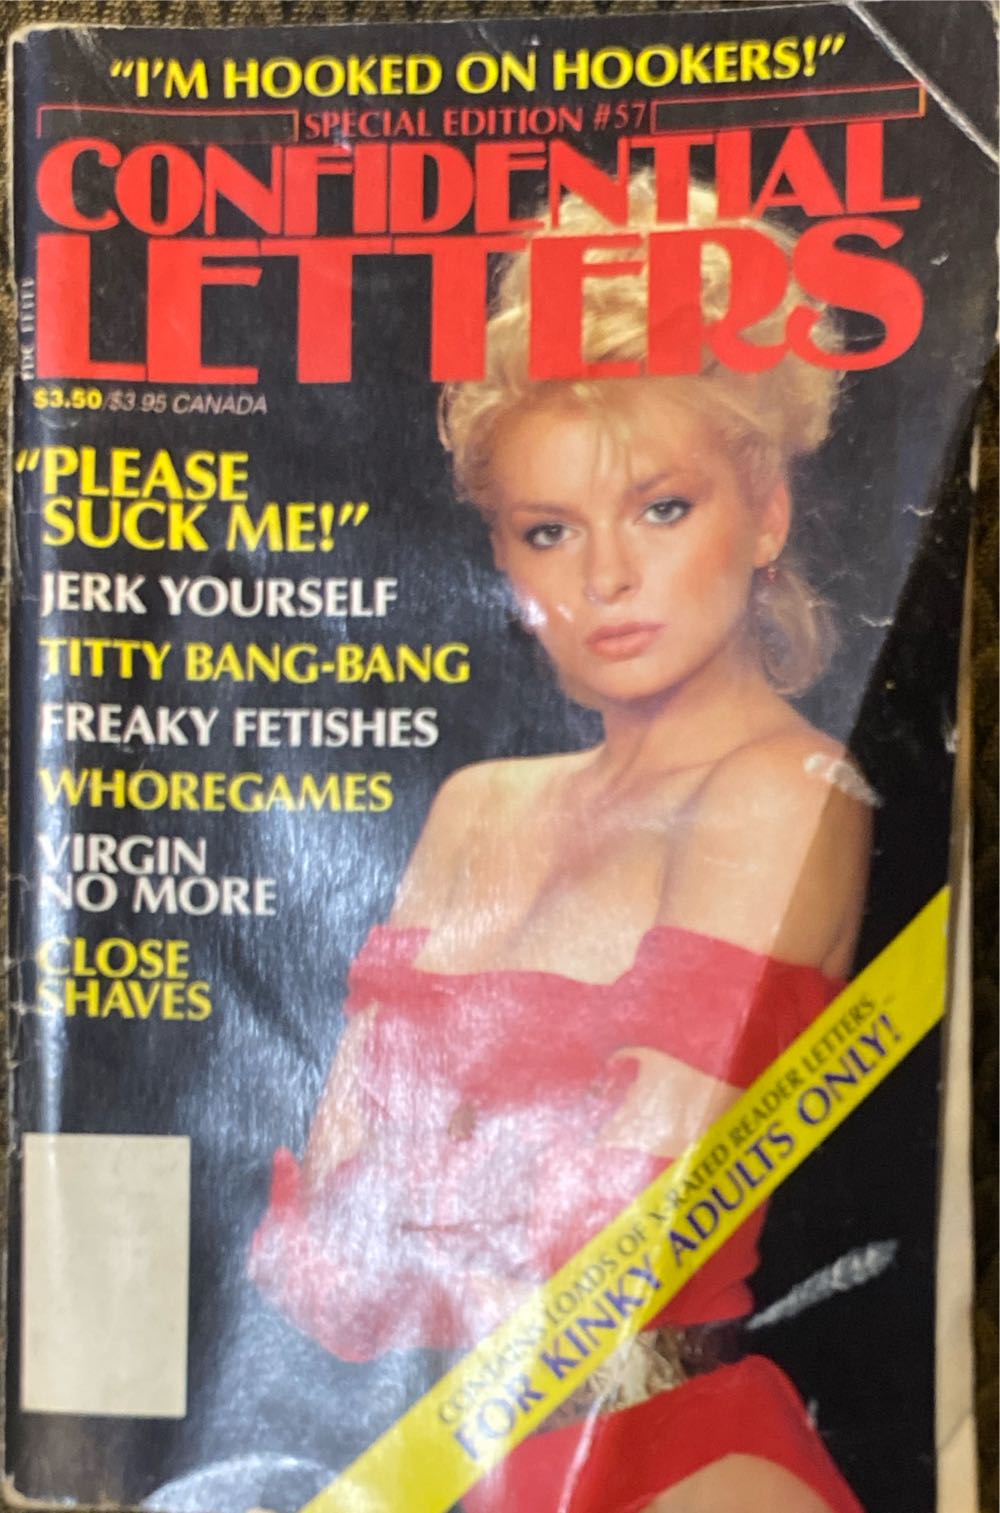 "I'M HOOKED ON HOOKERS!"
SPECIAL EDITION #57
CONFIDENTIAL
LETTERS
$3.50/$3.95 CANADA
"PLEASE
SUCK ME!"
JERK YOURSELF
TITTY BANG-BANG
FREAKY FETISHES
WHOREGAMES
VIRGIN
NO MORE
CLOSE
SHAVES
CONTAINS LOADS OF X-RATED READER LETTERS...
FOR KINKY ADULTS ONLY!